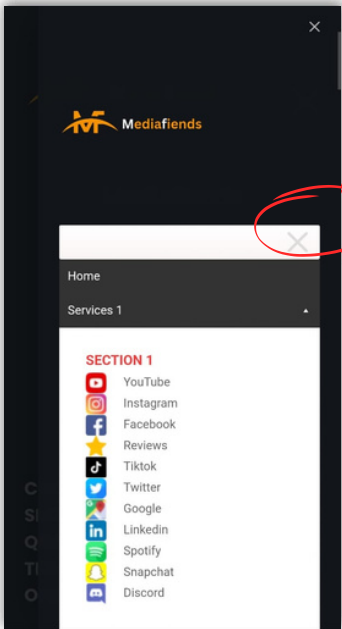 Mediafiends
Home
Services 1
SECTION 1
YouTube
Instagram
Facebook
Reviews
Tiktok
Twitter
Google
Linkedin
Spotify
Snapchat
Discord
C
S
Q
T
O